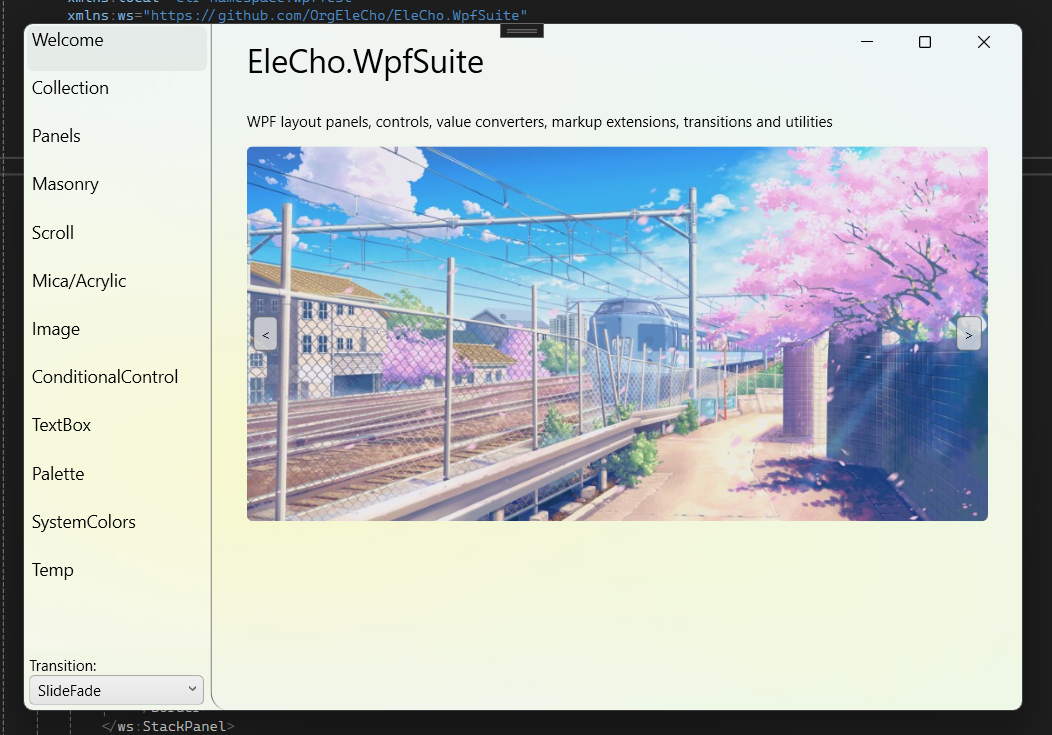 xmlns:ws="https://github.com/OrgEleCho/EleCho.WpfSuite"
Welcome
Collection
Panels
Masonry
Scroll
Mica/Acrylic
Image
ConditionalControl
TextBox
Palette
SystemColors
Temp
Transition:
SlideFade
EleCho.WpfSuite
WPF layout panels, controls, value converters, markup extensions, transitions and utilities
<
>
</ws:StackPanel>